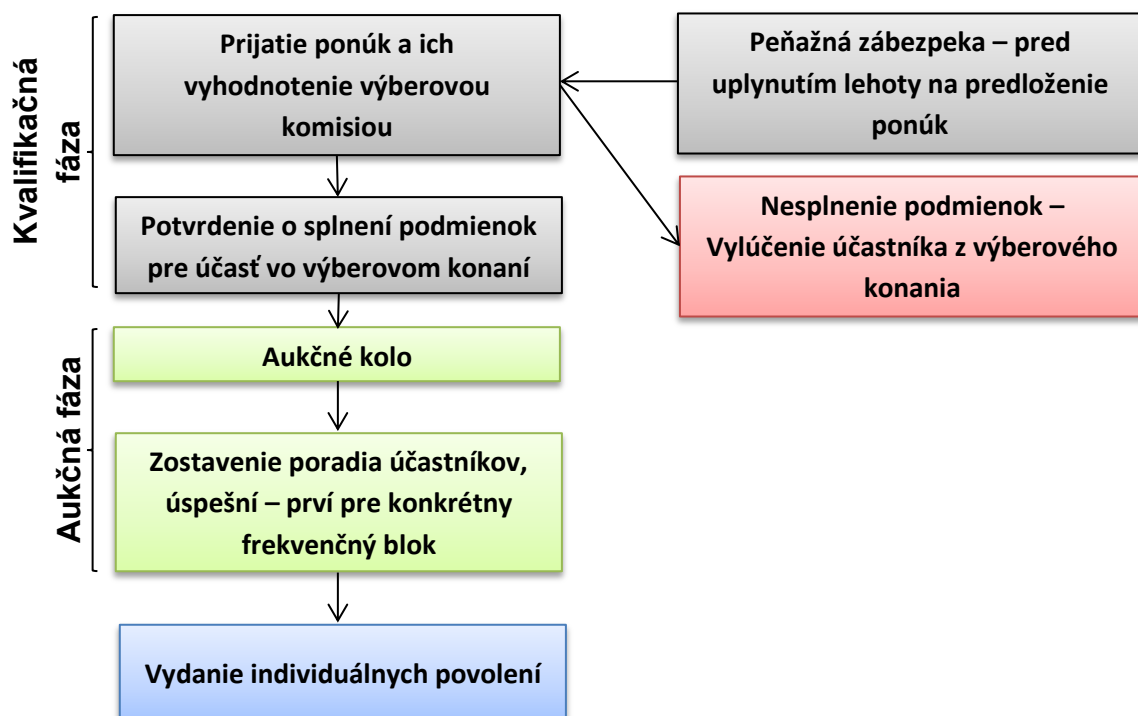 Kvalifikačná
fáza
Prijatie ponúk a ich
vyhodnotenie výberovou
komisiou
Peňažná zábezpeka – pred
uplynutím lehoty na predloženie
ponúk
Potvrdenie o splnení podmienok
pre účasť vo výberovom konaní
Nesplnenie podmienok –
Vylúčenie účastníka z výberového
konania
Aukčná fáza
Aukčné kolo
Zostavenie poradia účastníkov,
úspešní – prví pre konkrétny
frekvenčný blok
Vydanie individuálnych povolení